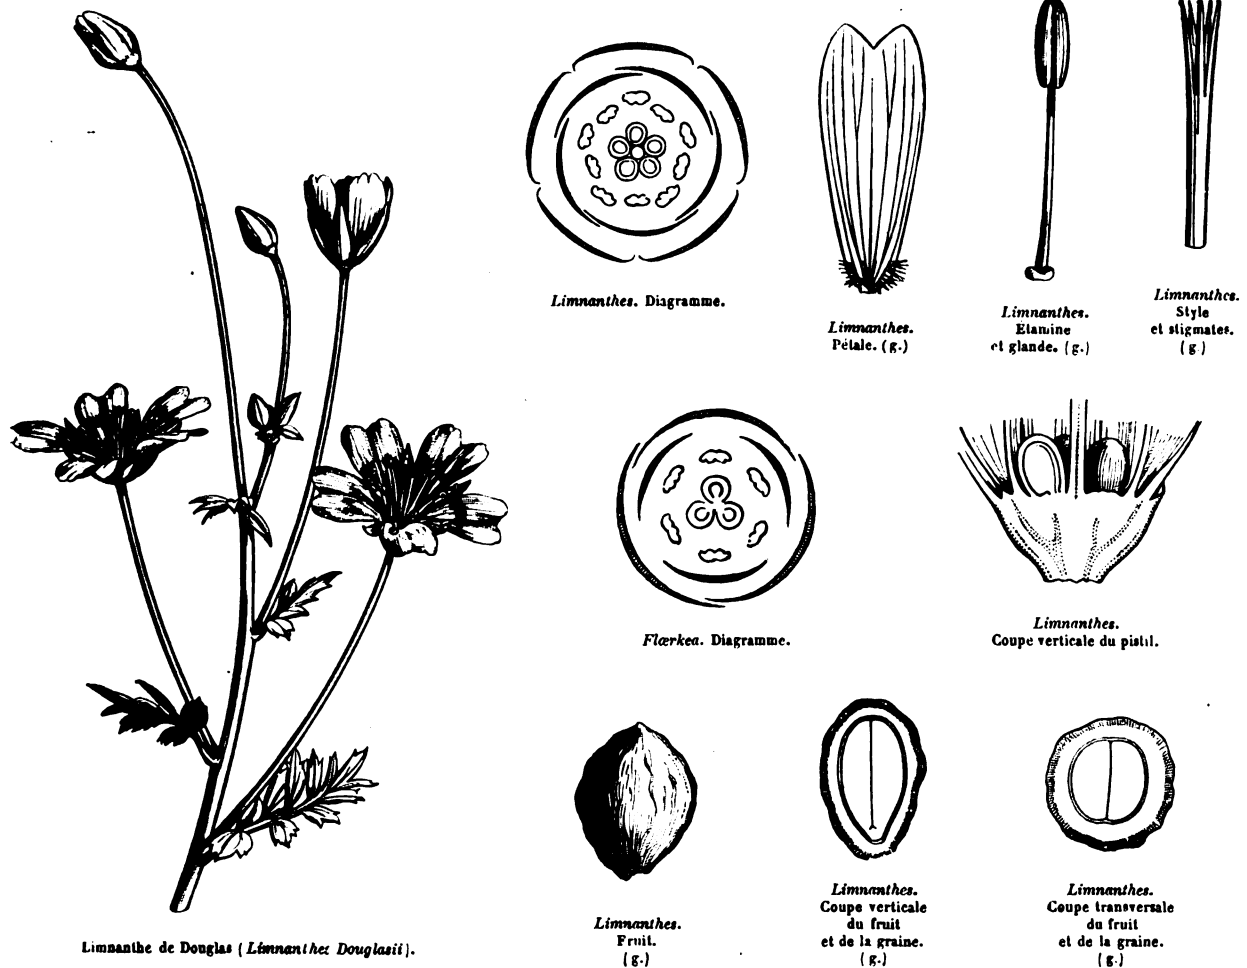 Limnanthes. Diagramme.
Limnanthes.
Pétale. (g.)
Limnanthes.
Etamine
et glande. (g.)
Limnanthes.
Style
et stigmates.
(g.)
Flœrkea. Diagramme.
Limnanthes.
Coupe verticale du pistil.
Limnanthe de Douglas (Limnanthes Douglasii).
Limnanthes.
Fruit.
(g.)
Limnanthes.
Coupe verticale
du fruit
et de la graine.
(g.)
Limnanthes.
Coupe transversale
du fruit
et de la graine.
(g.)